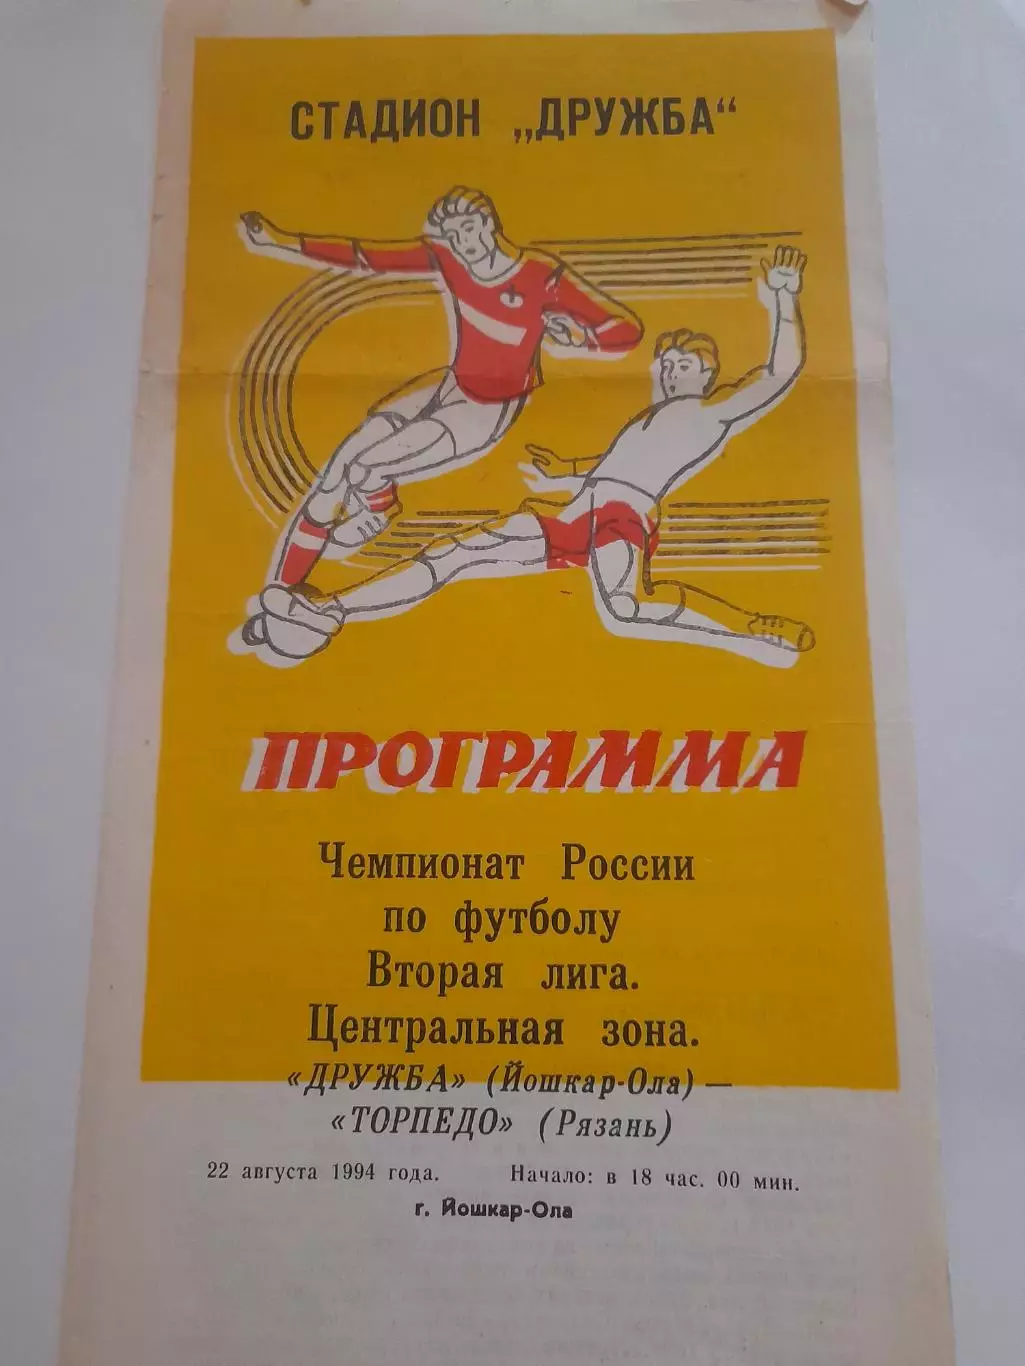 СТАДИОН „ДРУЖБА“
ПРОГРАММА
Чемпионат России
по футболу
Вторая лига.
Центральная зона.
«ДРУЖБА» (Йошкар-Ола) —
«ТОРПЕДО» (Рязань)
22 августа 1994 года. Начало: в 18 час. 00 мин.
г. Йошкар-Ола